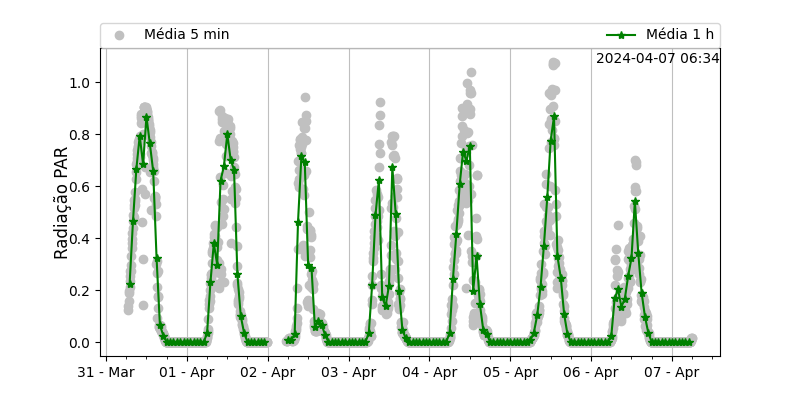 Média 5 min
Média 1 h
2024-04-07 06:34
Radiação PAR
1.0
0.8
0.6
0.4
0.2
0.0
31 - Mar
01 - Apr
02 - Apr
03 - Apr
04 - Apr
05 - Apr
06 - Apr
07 - Apr